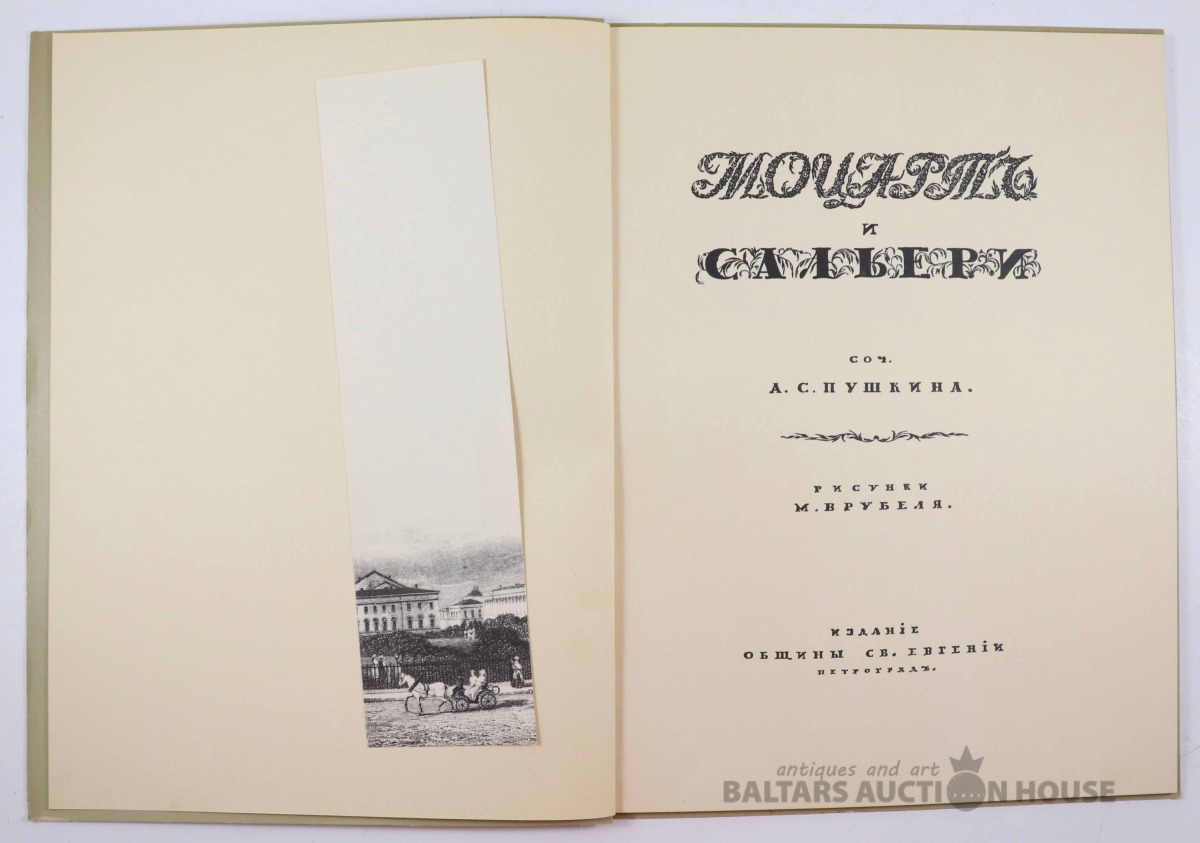 МОЦАРТЪ
И
САЛЬЕРИ
СОЧ.
А. С. ПУШКИНА.
РИСУНКИ
М. ВРУБЕЛЯ.
ИЗДАНІЕ
ОБЩИНЫ СВ. ЕВГЕНІИ
ПЕТРОГРАДЪ.
antiques and art
BALTARS AUCTION HOUSE